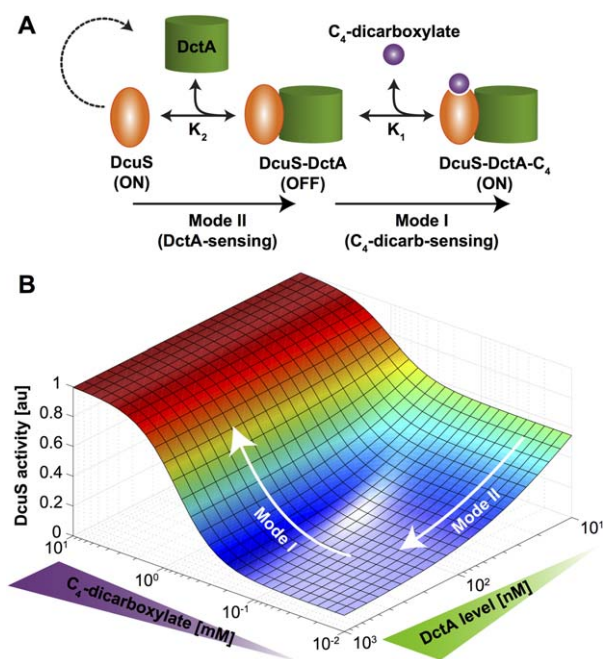 A
DctA
C₄-dicarboxylate
K₂
K₁
DcuS
(ON)
DcuS-DctA
(OFF)
DcuS-DctA-C₄
(ON)
Mode II
(DctA-sensing)
Mode I
(C₄-dicarb-sensing)
B
DcuS activity [au]
1
0.8
0.6
0.4
0.2
0
Mode I
Mode II
10¹
10⁰
10⁻¹
10⁻²
C₄-dicarboxylate [mM]
10³
10²
10¹
DctA level [nM]